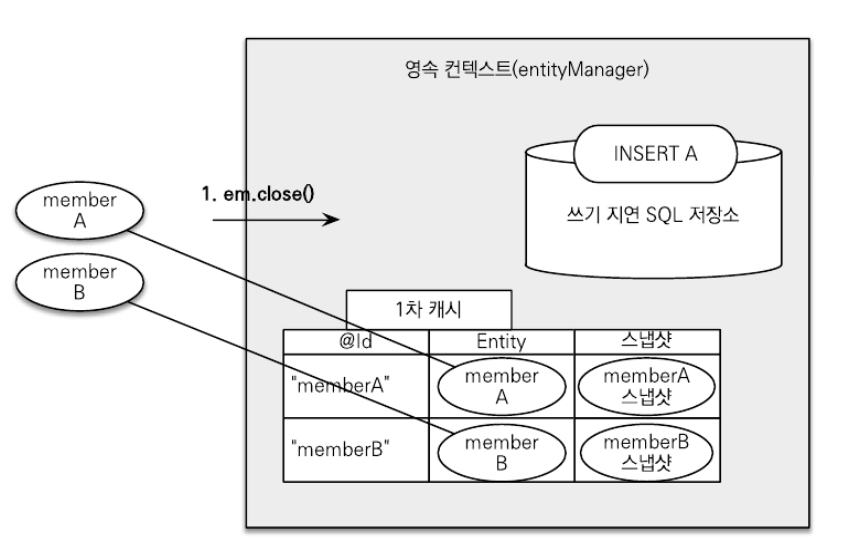 영속 컨텍스트(entityManager)
INSERT A
쓰기 지연 SQL 저장소
1. em.close()
member
A
member
B
1차 캐시
@Id Entity 스냅샷
"memberA"
member
A
memberA
스냅샷
"memberB"
member
B
memberB
스냅샷